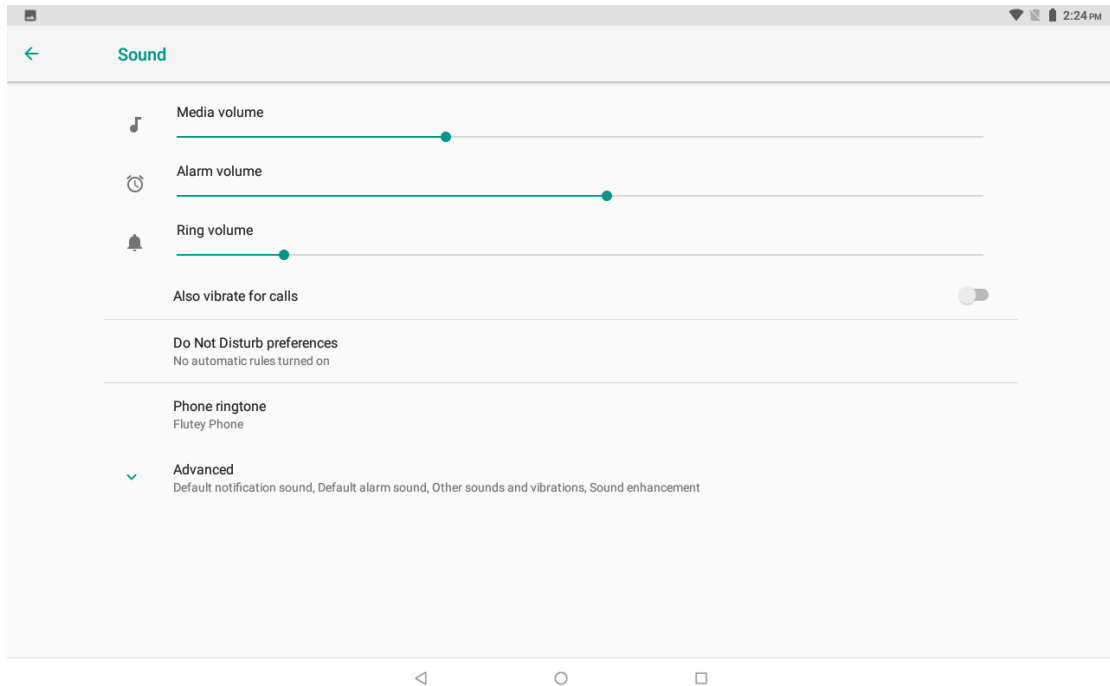 2:24 PM
Sound
Media volume
Alarm volume
Ring volume
Also vibrate for calls
Do Not Disturb preferences
No automatic rules turned on
Phone ringtone
Flutey Phone
Advanced
Default notification sound, Default alarm sound, Other sounds and vibrations, Sound enhancement